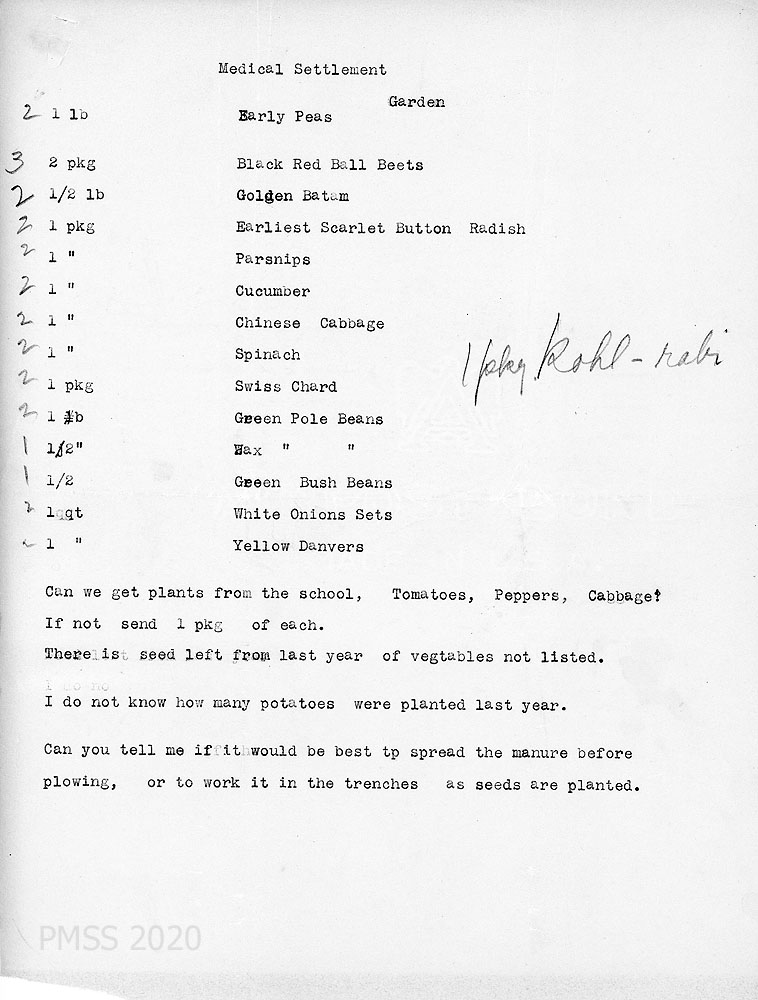 Medical Settlement
Garden
2 1 lb Early Peas
3 2 pkg Black Red Ball Beets
2 1/2 lb Golden Batam
2 1 pkg Earliest Scarlet Button Radish
2 1 " Parsnips
2 1 " Cucumber
2 1 " Chinese Cabbage
2 1 " Spinach
1 pkg Kohl-rabi
2 1 pkg Swiss Chard
2 1 lb Green Pole Beans
1 1/2" Wax " "
1 1/2 Green Bush Beans
2 1 qt White Onions Sets
1 " Yellow Danvers
Can we get plants from the school, Tomatoes, Peppers, Cabbage?
If not send 1 pkg of each.
There is seed left from last year of vegtables not listed.
I do not know how many potatoes were planted last year.
Can you tell me if it would be best tp spread the manure before
plowing, or to work it in the trenches as seeds are planted.
PMSS 2020